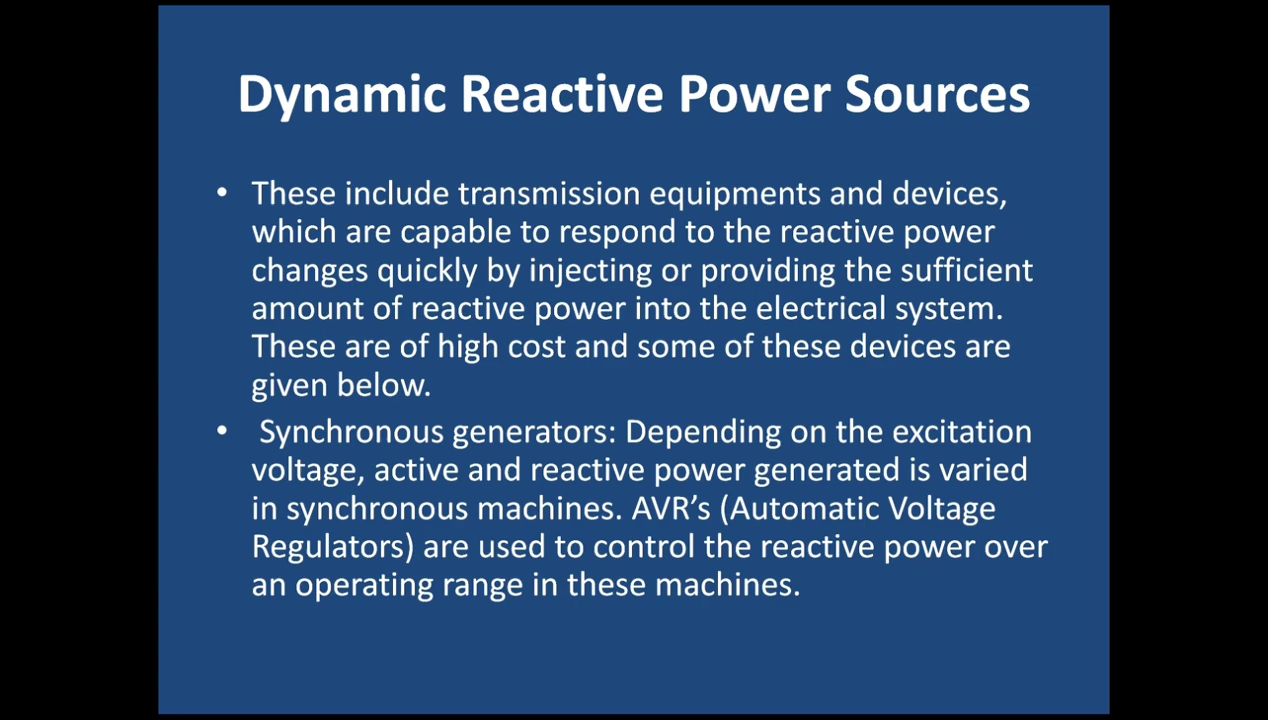 Dynamic Reactive Power Sources
• These include transmission equipments and devices,
which are capable to respond to the reactive power
changes quickly by injecting or providing the sufficient
amount of reactive power into the electrical system.
These are of high cost and some of these devices are
given below.
• Synchronous generators: Depending on the excitation
voltage, active and reactive power generated is varied
in synchronous machines. AVR’s (Automatic Voltage
Regulators) are used to control the reactive power over
an operating range in these machines.